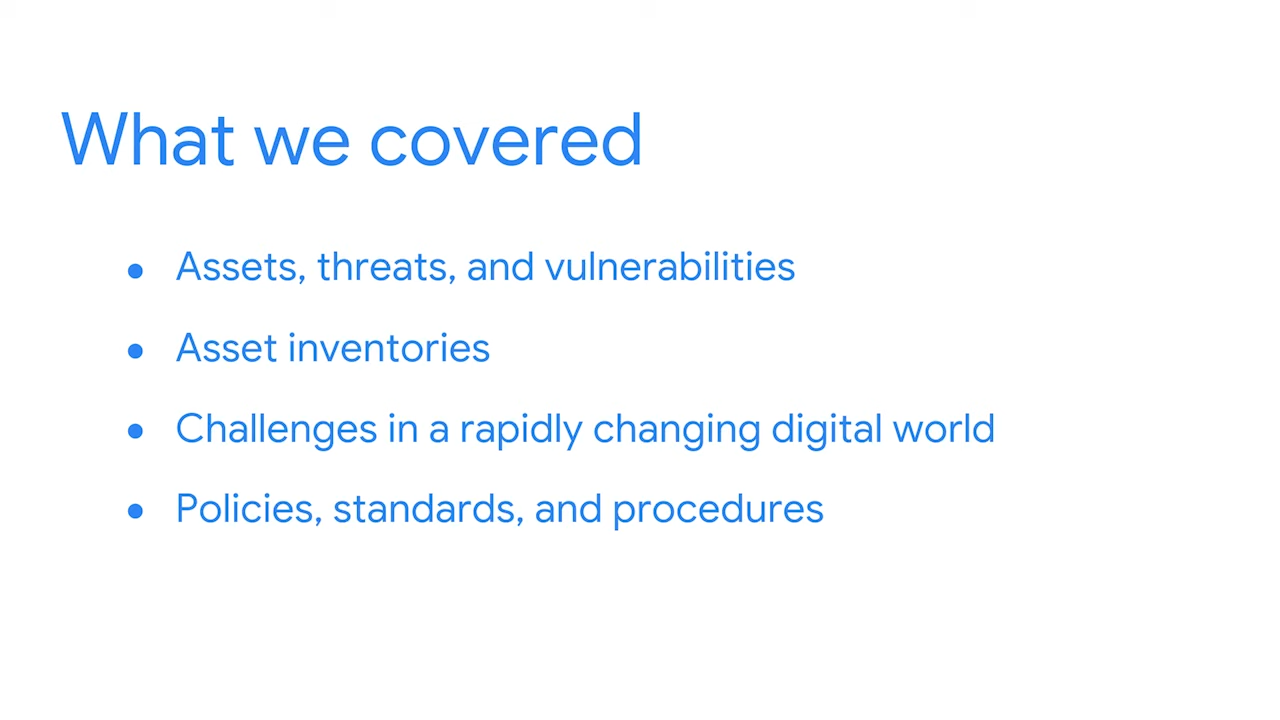 What we covered
● Assets, threats, and vulnerabilities
● Asset inventories
● Challenges in a rapidly changing digital world
● Policies, standards, and procedures